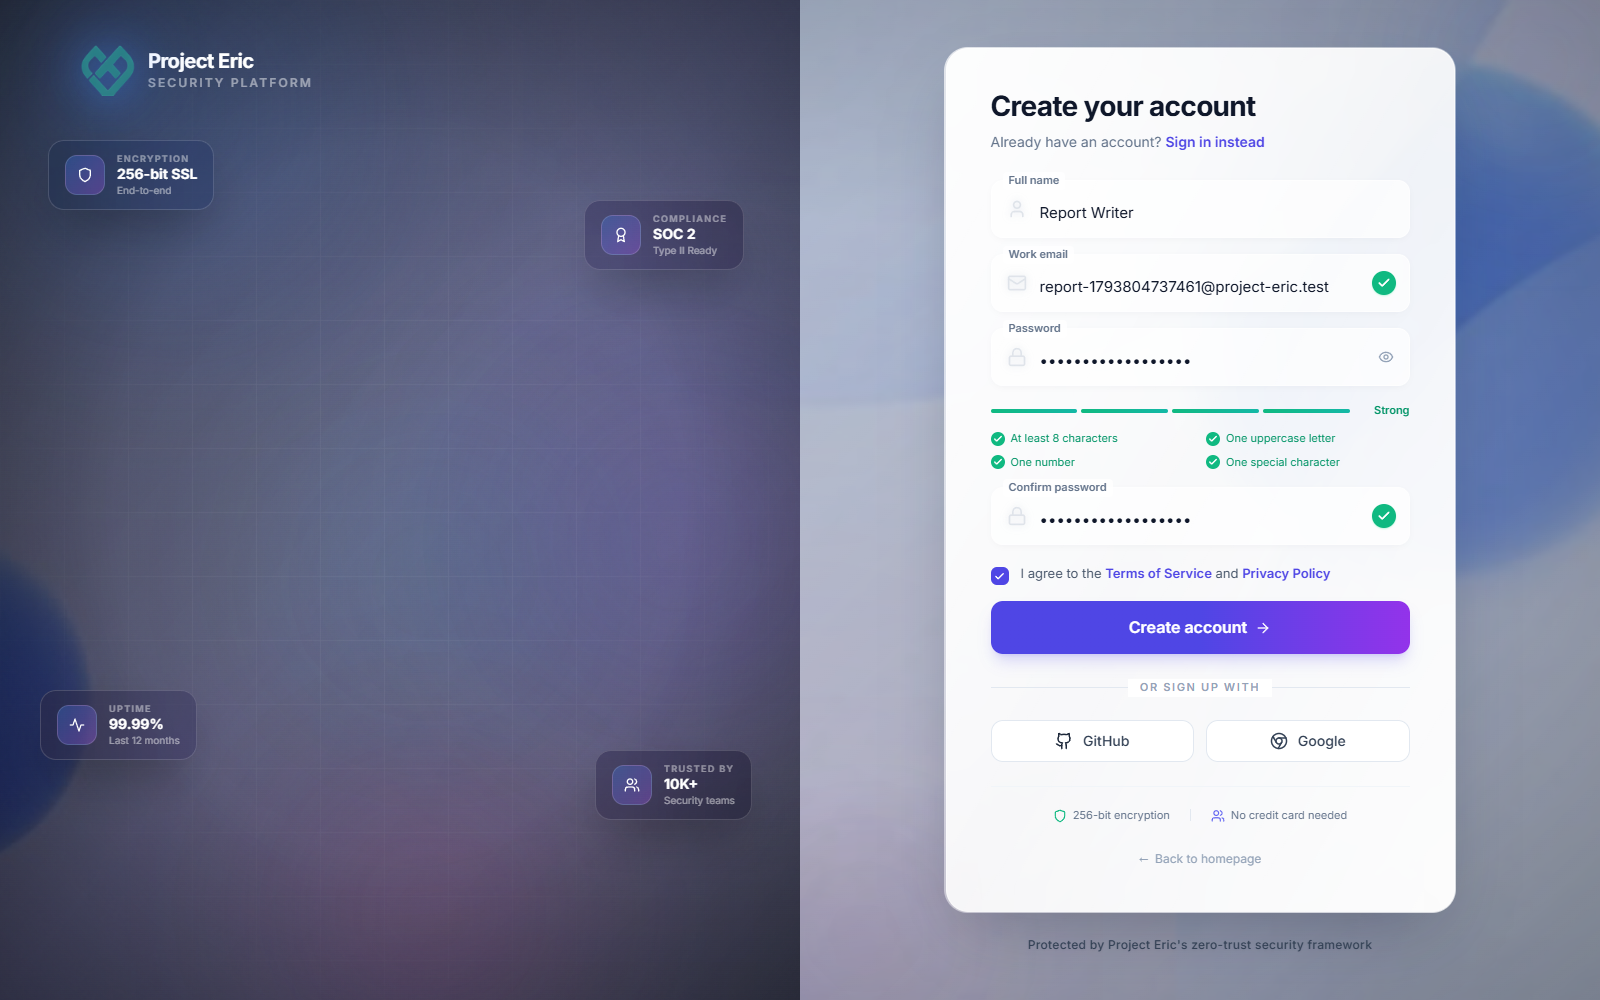 Project Eric
SECURITY PLATFORM
ENCRYPTION
256-bit SSL
End-to-end
COMPLIANCE
SOC 2
Type II Ready
UPTIME
99.99%
Last 12 months
TRUSTED BY
10K+
Security teams
Create your account
Already have an account? Sign in instead
Full name
Report Writer
Work email
report-1793804737461@project-eric.test
Password
••••••••••••••••••
Strong
At least 8 characters
One uppercase letter
One number
One special character
Confirm password
••••••••••••••••••
I agree to the Terms of Service and Privacy Policy
Create account →
OR SIGN UP WITH
GitHub
Google
256-bit encryption
No credit card needed
← Back to homepage
Protected by Project Eric's zero-trust security framework